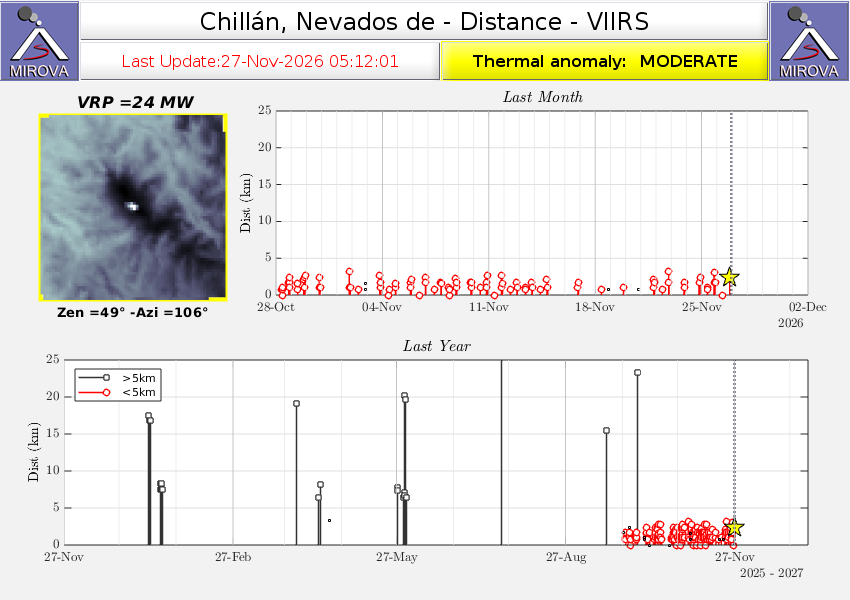 Chillán, Nevados de - Distance - VIIRS
MIROVA
Last Update:27-Nov-2026 05:12:01
Thermal anomaly: MODERATE
MIROVA
VRP =24 MW
Zen =49° -Azi =106°
Last Month
Dist (km)
25
20
15
10
5
0
28-Oct
04-Nov
11-Nov
18-Nov
25-Nov
02-Dec
2026
Last Year
Dist (km)
25
20
15
10
5
0
>5km
<5km
27-Nov
27-Feb
27-May
27-Aug
27-Nov
2025 - 2027